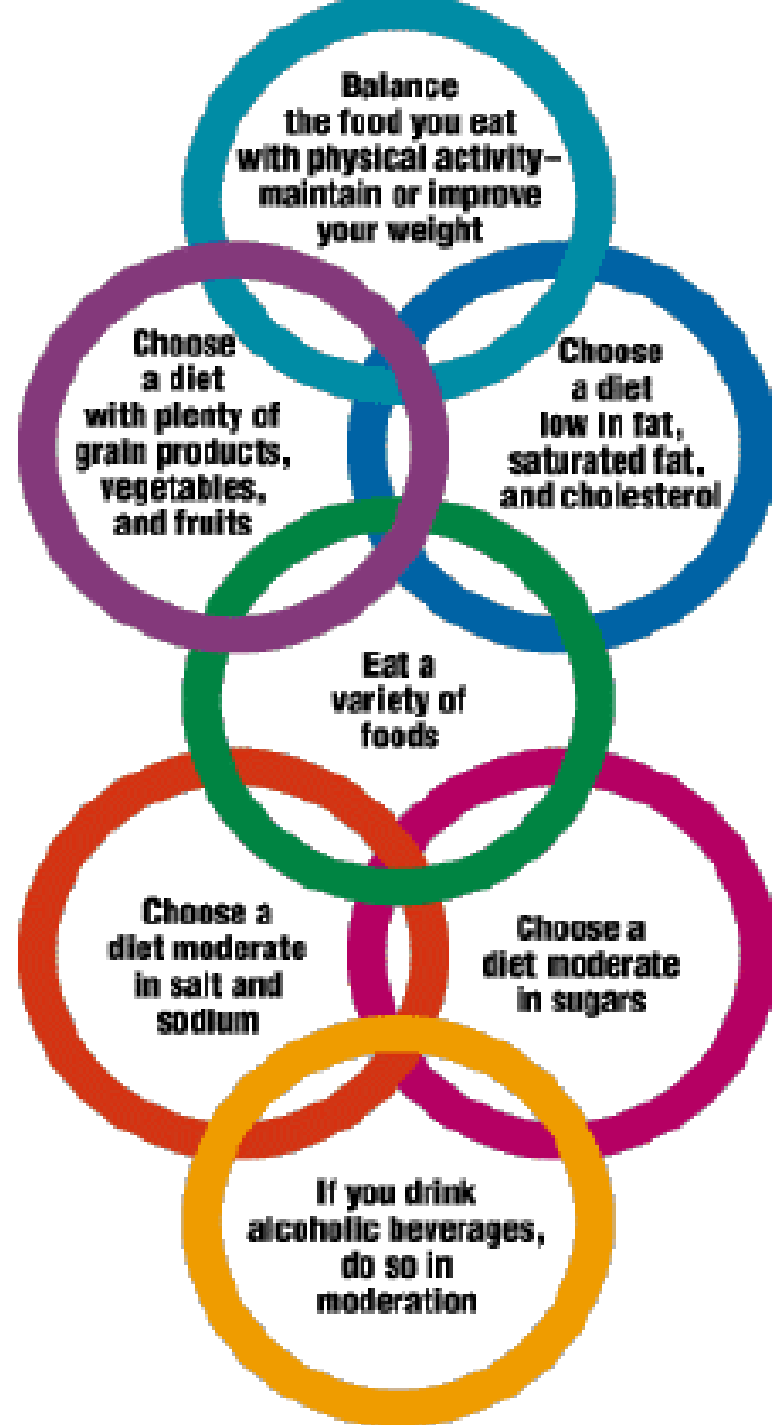 Balance
the food you eat
with physical activity–
maintain or improve
your weight
Choose
a diet
with plenty of
grain products,
vegetables,
and fruits
Choose
a diet
low in fat,
saturated fat,
and cholesterol
Eat a
variety of
foods
Choose a
diet moderate
in salt and
sodium
Choose a
diet moderate
in sugars
If you drink
alcoholic beverages,
do so in
moderation